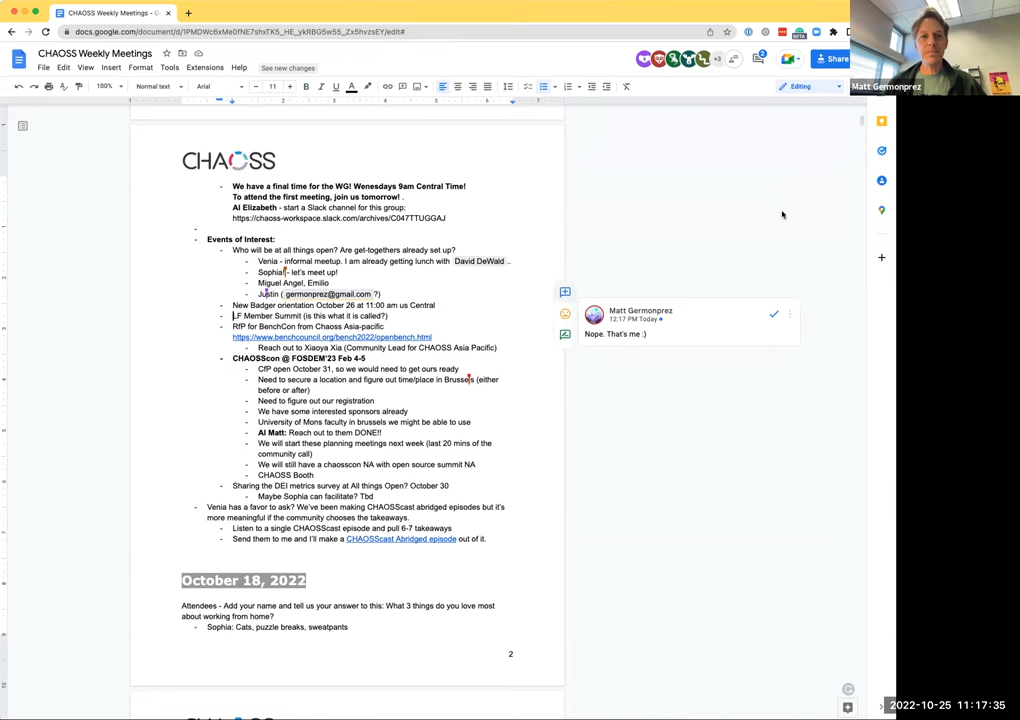 CHAOSS Weekly Meetings - G
docs.google.com/document/d/1PMDWc6xMe0fNE7shxTK5_HE_ykRBG5w55_Zx5hvzsEY/edit#
CHAOSS Weekly Meetings
File Edit View Insert Format Tools Extensions Help See new changes
+3
2
Share
Matt Germonprez
100% Normal text Arial 11 Editing
CHAOSS
- We have a final time for the WG! Wenesdays 9am Central Time!
To attend the first meeting, join us tomorrow! .
AI Elizabeth - start a Slack channel for this group:
https://chaoss-workspace.slack.com/archives/C047TTUGGAJ
-
- Events of Interest:
- Who will be at all things open? Are get-togethers already set up?
- Venia - informal meetup. I am already getting lunch with David DeWald ..
- Sophia! - let's meet up!
- Miguel Angel, Emilio
- Justin ( germonprez@gmail.com ?)
- New Badger orientation October 26 at 11:00 am us Central
- LF Member Summit (is this what it is called?)
- RfP for BenchCon from Chaoss Asia-pacific
https://www.benchcouncil.org/bench2022/openbench.html
- Reach out to Xiaoya Xia (Community Lead for CHAOSS Asia Pacific)
- CHAOSScon @ FOSDEM'23 Feb 4-5
- CfP open October 31, so we would need to get ours ready
- Need to secure a location and figure out time/place in Brussels (either
before or after)
- Need to figure out our registration
- We have some interested sponsors already
- University of Mons faculty in brussels we might be able to use
- AI Matt: Reach out to them DONE!!
- We will start these planning meetings next week (last 20 mins of the
community call)
- We will still have a chaosscon NA with open source summit NA
- CHAOSS Booth
- Sharing the DEI metrics survey at All things Open? October 30
- Maybe Sophia can facilitate? Tbd
- Venia has a favor to ask? We've been making CHAOSScast abridged episodes but it's
more meaningful if the community chooses the takeaways.
- Listen to a single CHAOSScast episode and pull 6-7 takeaways
- Send them to me and I'll make a CHAOSScast Abridged episode out of it.
Matt Germonprez
12:17 PM Today
Nope. That's me :)
October 18, 2022
Attendees - Add your name and tell us your answer to this: What 3 things do you love most
about working from home?
- Sophia: Cats, puzzle breaks, sweatpants
2
CHAOSS
2022-10-25 11:17:35